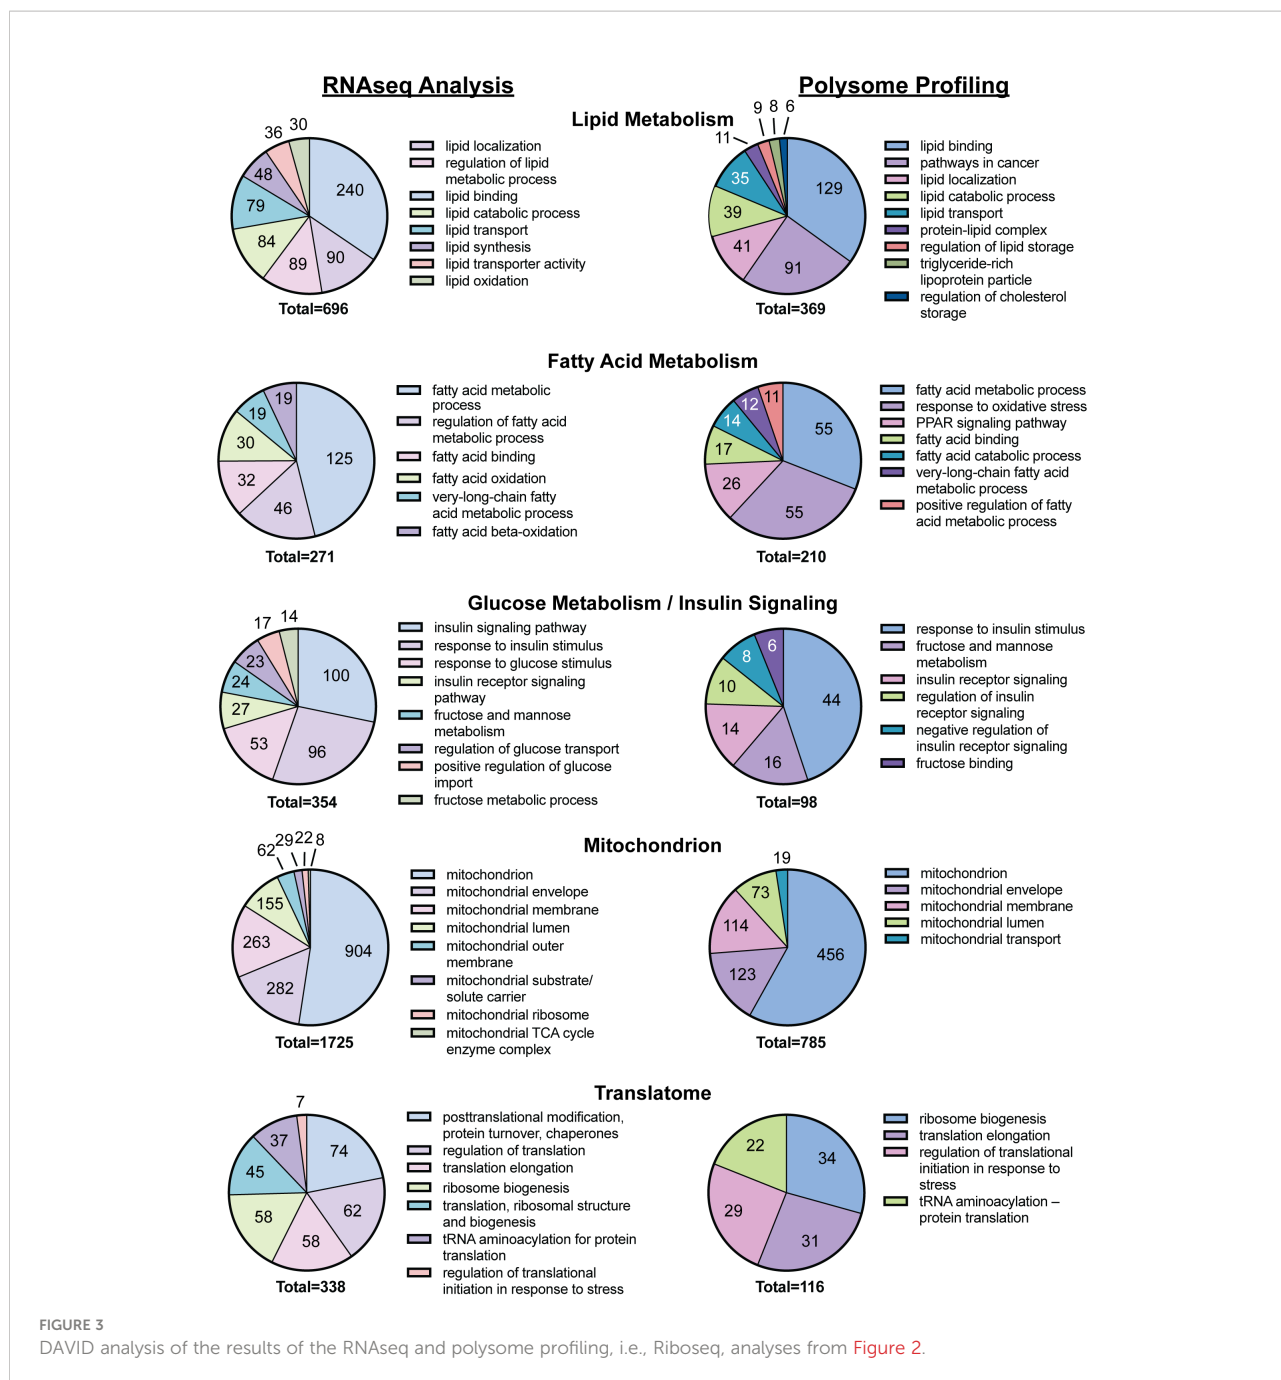 RNAseq Analysis
Polysome Profiling
Lipid Metabolism
30
36
48
79
84
89
90
240
Total=696
lipid localization
regulation of lipid
metabolic process
lipid binding
lipid catabolic process
lipid transport
lipid synthesis
lipid transporter activity
lipid oxidation
6
8
9
11
35
39
41
91
129
Total=369
lipid binding
pathways in cancer
lipid localization
lipid catabolic process
lipid transport
protein-lipid complex
regulation of lipid storage
triglyceride-rich
lipoprotein particle
regulation of cholesterol
storage
Fatty Acid Metabolism
19
19
30
32
46
125
Total=271
fatty acid metabolic
process
regulation of fatty acid
metabolic process
fatty acid binding
fatty acid oxidation
very-long-chain fatty
acid metabolic process
fatty acid beta-oxidation
11
12
14
17
26
55
55
Total=210
fatty acid metabolic process
response to oxidative stress
PPAR signaling pathway
fatty acid binding
fatty acid catabolic process
very-long-chain fatty acid
metabolic process
positive regulation of fatty
acid metabolic process
Glucose Metabolism / Insulin Signaling
14
17
23
24
27
53
96
100
Total=354
insulin signaling pathway
response to insulin stimulus
response to glucose stimulus
insulin receptor signaling
pathway
fructose and mannose
metabolism
regulation of glucose transport
positive regulation of glucose
import
fructose metabolic process
6
8
10
14
16
44
Total=98
response to insulin stimulus
fructose and mannose
metabolism
insulin receptor signaling
regulation of insulin
receptor signaling
negative regulation of
insulin receptor signaling
fructose binding
Mitochondrion
8
22
29
62
155
263
282
904
Total=1725
mitochondrion
mitochondrial envelope
mitochondrial membrane
mitochondrial lumen
mitochondrial outer
membrane
mitochondrial substrate/
solute carrier
mitochondrial ribosome
mitochondrial TCA cycle
enzyme complex
19
73
114
123
456
Total=785
mitochondrion
mitochondrial envelope
mitochondrial membrane
mitochondrial lumen
mitochondrial transport
Translatome
7
37
45
58
58
62
74
Total=338
posttranslational modification,
protein turnover, chaperones
regulation of translation
translation elongation
ribosome biogenesis
translation, ribosomal structure
and biogenesis
tRNA aminoacylation for protein
translation
regulation of translational
initiation in response to stress
22
29
31
34
Total=116
ribosome biogenesis
translation elongation
regulation of translational
initiation in response to
stress
tRNA aminoacylation –
protein translation
FIGURE 3
DAVID analysis of the results of the RNAseq and polysome profiling, i.e., Riboseq, analyses from Figure 2.